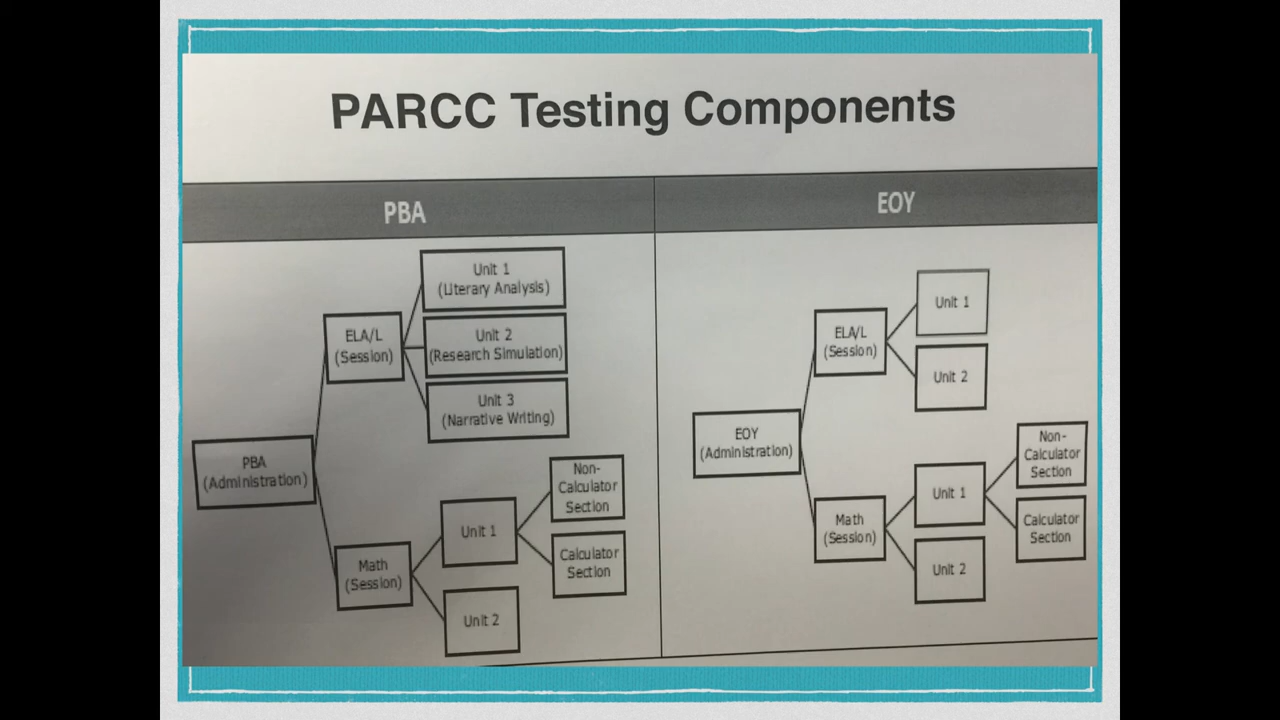 PARCC Testing Components
PBA
EOY
PBA
(Administration)
ELA/L
(Session)
Unit 1
(Literary Analysis)
Unit 2
(Research Simulation)
Unit 3
(Narrative Writing)
Math
(Session)
Unit 1
Non-
Calculator
Section
Calculator
Section
Unit 2
EOY
(Administration)
ELA/L
(Session)
Unit 1
Unit 2
Math
(Session)
Unit 1
Non-
Calculator
Section
Calculator
Section
Unit 2